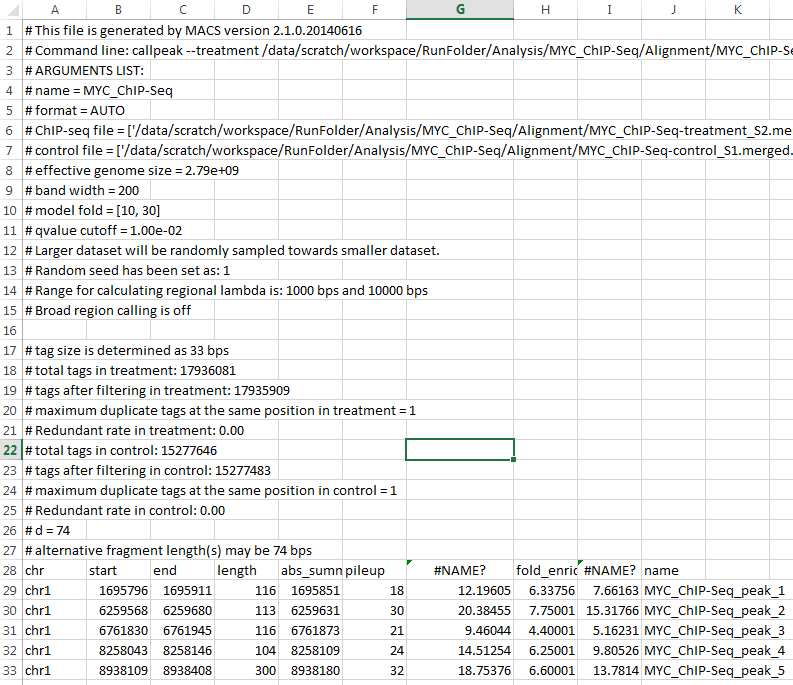 A B C D E F G H I J K
1 # This file is generated by MACS version 2.1.0.20140616
2 # Command line: callpeak --treatment /data/scratch/workspace/RunFolder/Analysis/MYC_ChIP-Seq/Alignment/MYC_ChIP-Se
3 # ARGUMENTS LIST:
4 # name = MYC_ChIP-Seq
5 # format = AUTO
6 # ChIP-seq file = ['/data/scratch/workspace/RunFolder/Analysis/MYC_ChIP-Seq/Alignment/MYC_ChIP-Seq-treatment_S2.mer
7 # control file = ['/data/scratch/workspace/RunFolder/Analysis/MYC_ChIP-Seq/Alignment/MYC_ChIP-Seq-control_S1.merged.
8 # effective genome size = 2.79e+09
9 # band width = 200
10 # model fold = [10, 30]
11 # qvalue cutoff = 1.00e-02
12 # Larger dataset will be randomly sampled towards smaller dataset.
13 # Random seed has been set as: 1
14 # Range for calculating regional lambda is: 1000 bps and 10000 bps
15 # Broad region calling is off
16
17 # tag size is determined as 33 bps
18 # total tags in treatment: 17936081
19 # tags after filtering in treatment: 17935909
20 # maximum duplicate tags at the same position in treatment = 1
21 # Redundant rate in treatment: 0.00
22 # total tags in control: 15277646
23 # tags after filtering in control: 15277483
24 # maximum duplicate tags at the same position in control = 1
25 # Redundant rate in control: 0.00
26 # d = 74
27 # alternative fragment length(s) may be 74 bps
28 chr start end length abs_summ pileup #NAME? fold_enric #NAME? name
29 chr1 1695796 1695911 116 1695851 18 12.19605 6.33756 7.66163 MYC_ChIP-Seq_peak_1
30 chr1 6259568 6259680 113 6259631 30 20.38455 7.75001 15.31766 MYC_ChIP-Seq_peak_2
31 chr1 6761830 6761945 116 6761873 21 9.46044 4.40001 5.16231 MYC_ChIP-Seq_peak_3
32 chr1 8258043 8258146 104 8258109 24 14.51254 6.25001 9.80526 MYC_ChIP-Seq_peak_4
33 chr1 8938109 8938408 300 8938180 32 18.75376 6.60001 13.7814 MYC_ChIP-Seq_peak_5